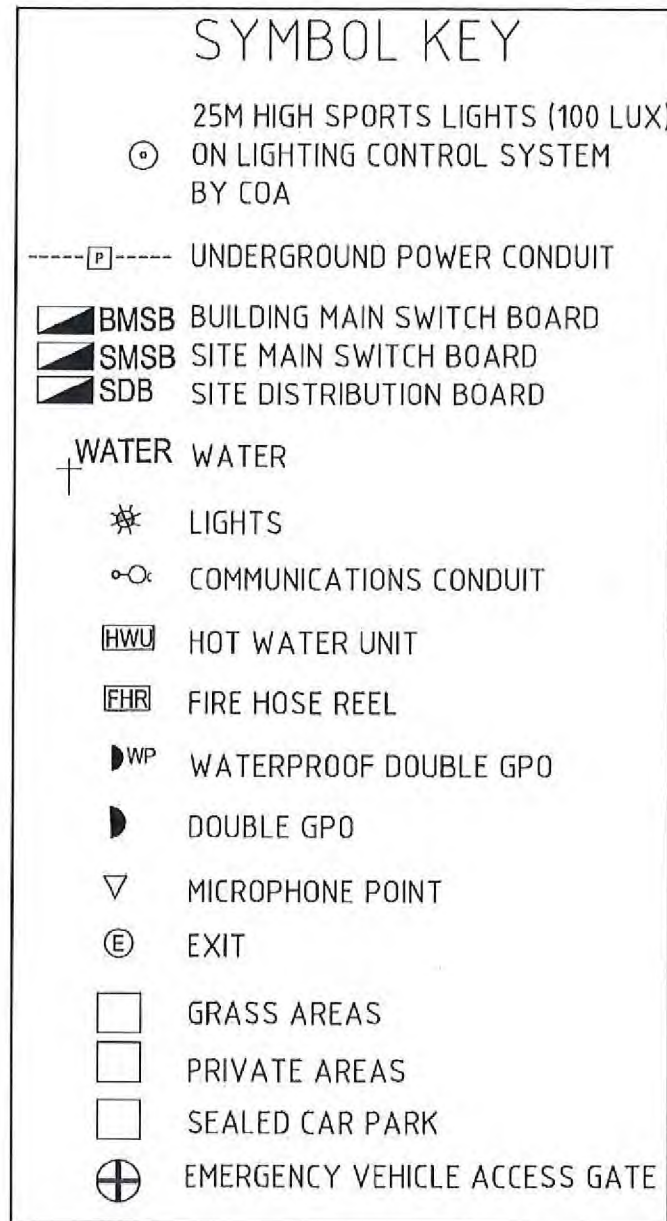 SYMBOL KEY
25M HIGH SPORTS LIGHTS (100 LUX)
ON LIGHTING CONTROL SYSTEM
BY COA
P UNDERGROUND POWER CONDUIT
BMSB BUILDING MAIN SWITCH BOARD
SMSB SITE MAIN SWITCH BOARD
SDB SITE DISTRIBUTION BOARD
WATER WATER
LIGHTS
COMMUNICATIONS CONDUIT
HWU HOT WATER UNIT
FHR FIRE HOSE REEL
WP WATERPROOF DOUBLE GPO
DOUBLE GPO
MICROPHONE POINT
E EXIT
GRASS AREAS
PRIVATE AREAS
SEALED CAR PARK
EMERGENCY VEHICLE ACCESS GATE